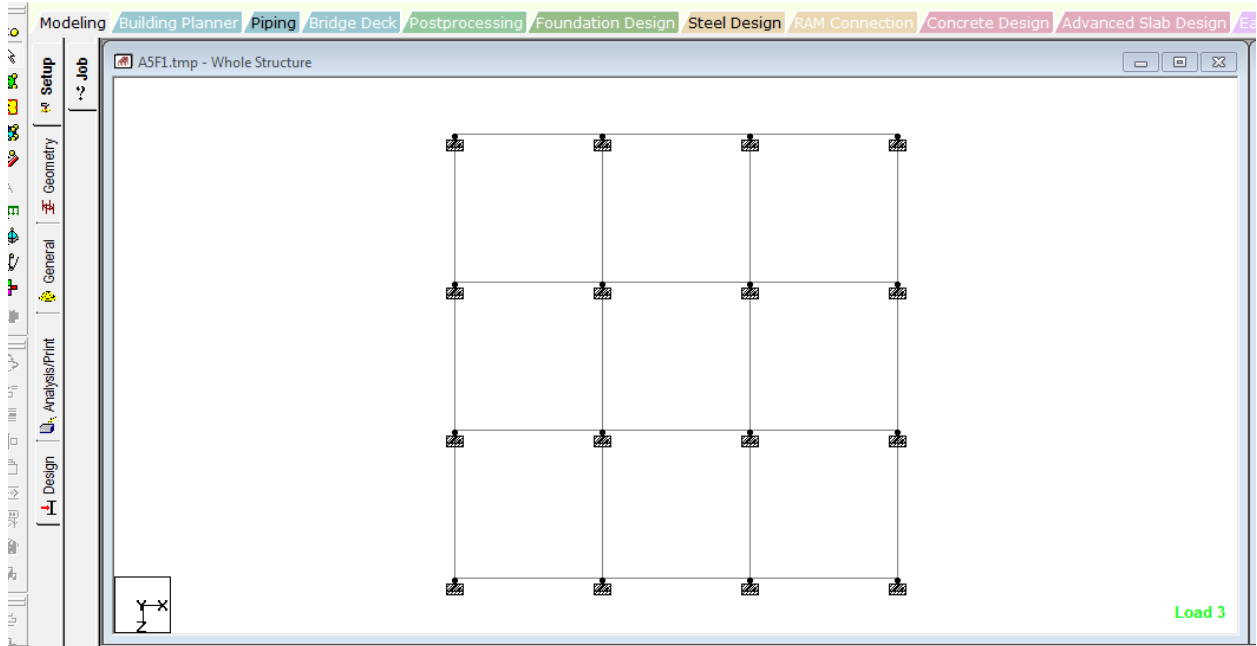 Modeling Building Planner Piping Bridge Deck Postprocessing Foundation Design Steel Design RAM Connection Concrete Design Advanced Slab Design Ea
Setup
Job
A5F1.tmp - Whole Structure
Geometry
General
Analysis/Print
Design
Y X
Z
Load 3